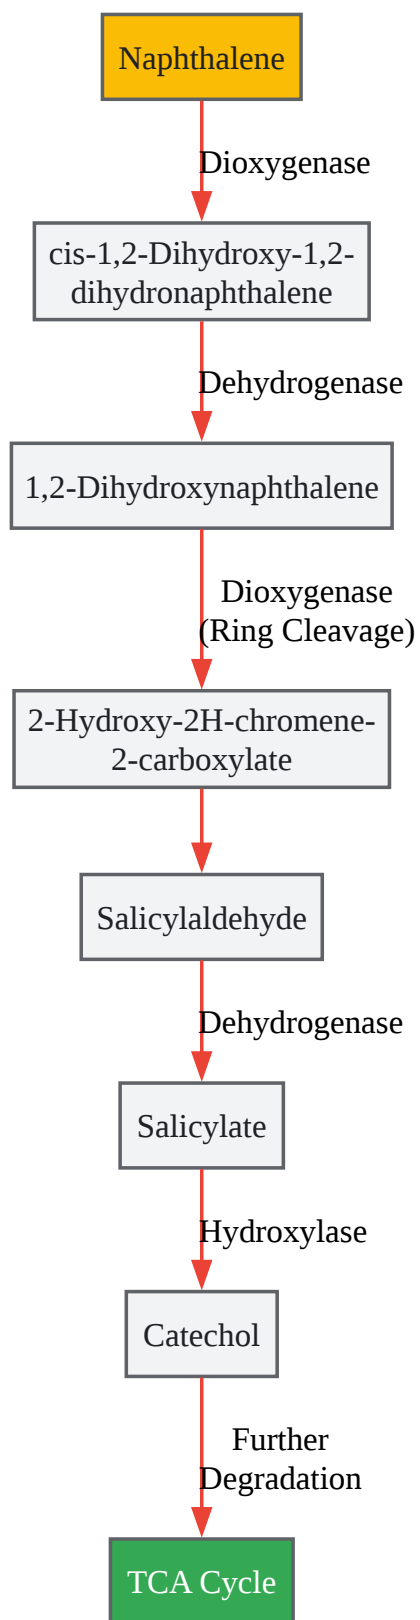 Naphthalene
Dioxygenase
cis-1,2-Dihydroxy-1,2-
dihydronaphthalene
Dehydrogenase
1,2-Dihydroxynaphthalene
Dioxygenase
(Ring Cleavage)
2-Hydroxy-2H-chromene-
2-carboxylate
Salicylaldehyde
Dehydrogenase
Salicylate
Hydroxylase
Catechol
Further
Degradation
TCA Cycle